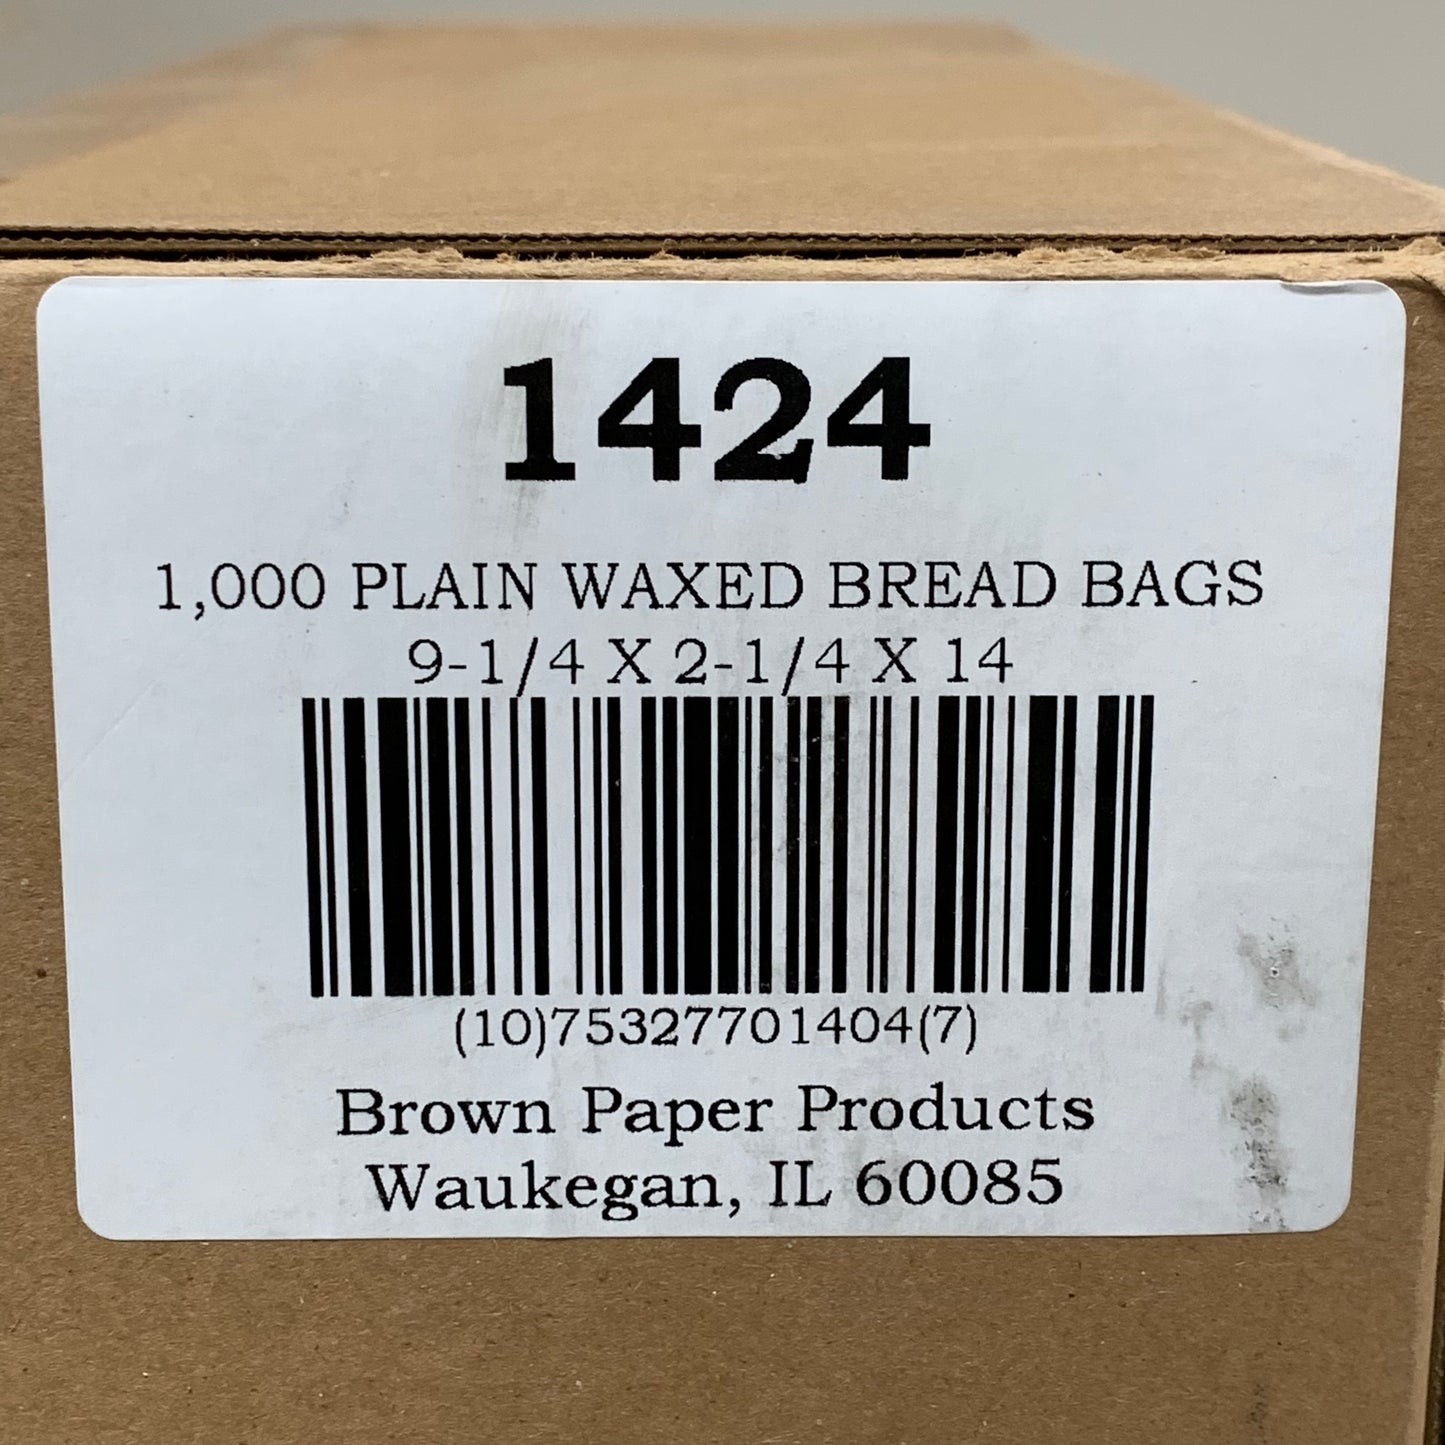 1424
1,000 PLAIN WAXED BREAD BAGS
9-1/4 X 2-1/4 X 14
(10)75327701404(7)
Brown Paper Products
Waukegan, IL 60085